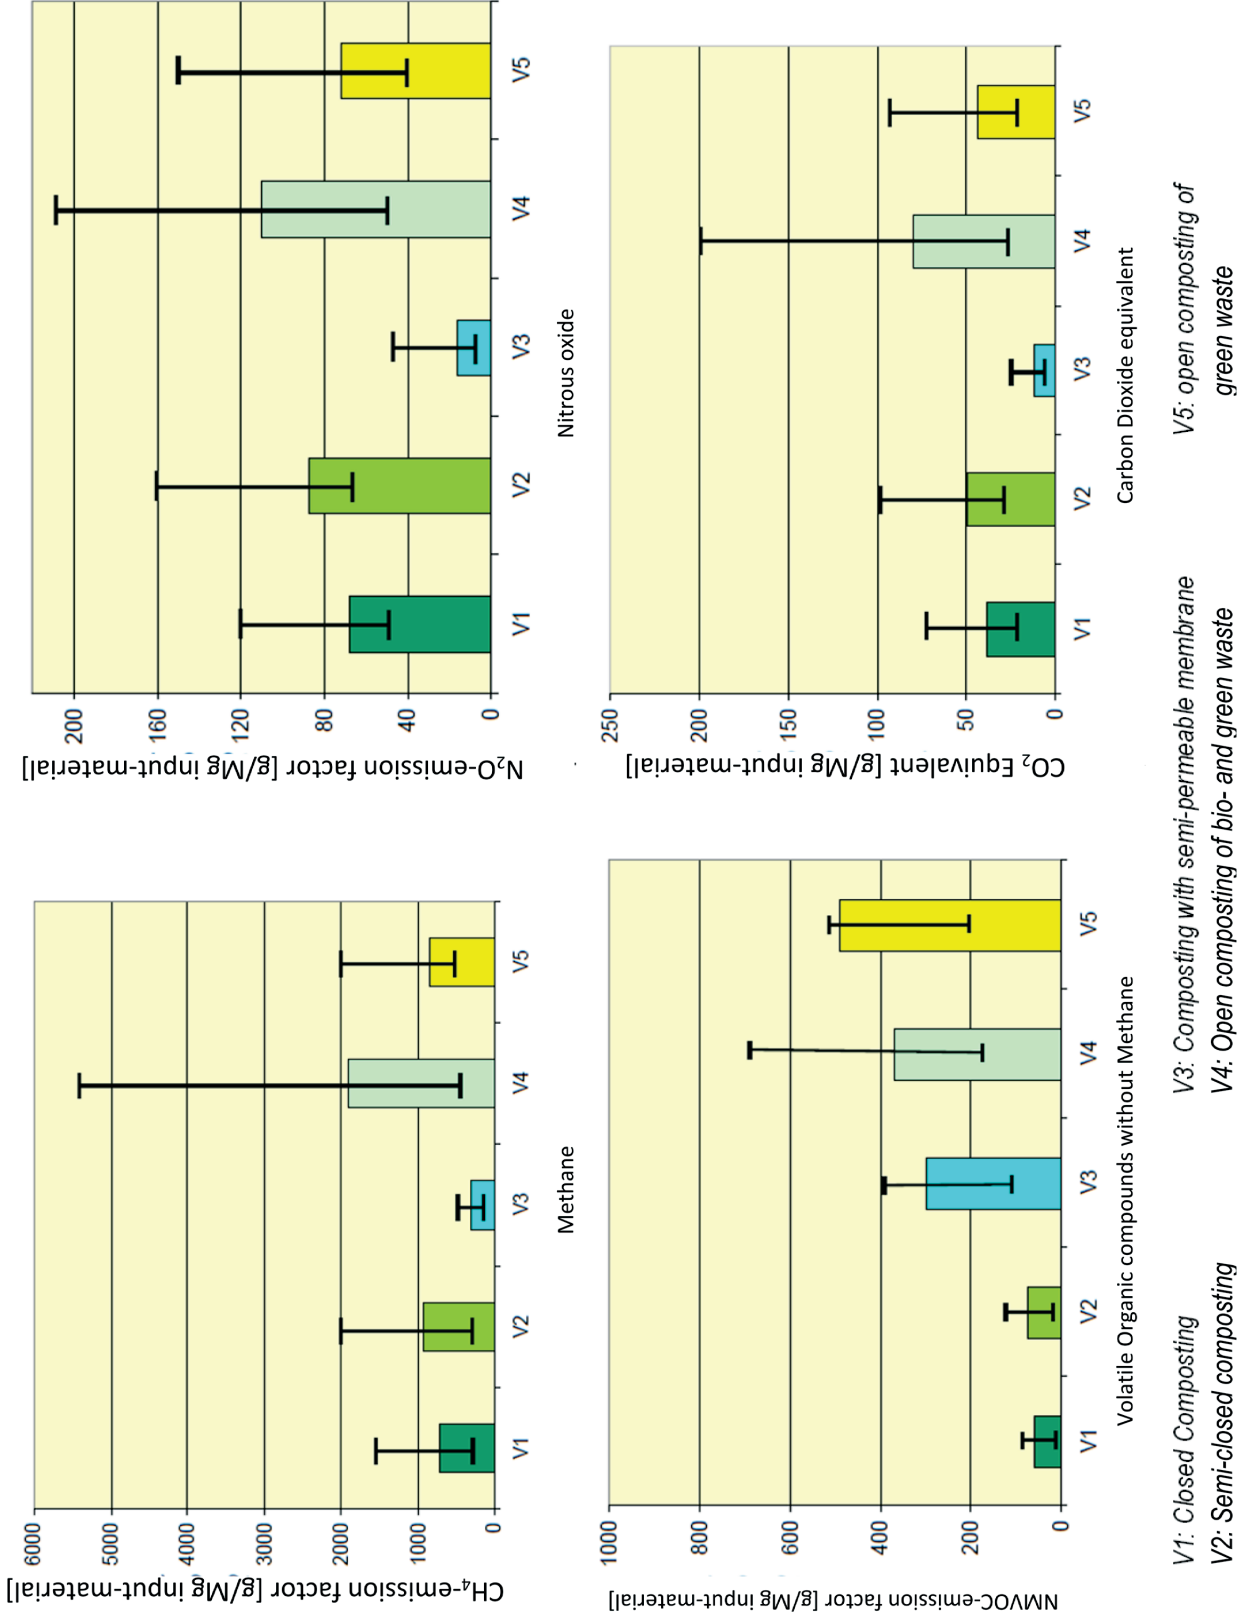 CH₄-emission factor [g/Mg input-material]
6000
5000
4000
3000
2000
1000
0
V1
V2
V3
V4
V5
Methane
N₂O-emission factor [g/Mg input-material]
200
160
120
80
40
0
V1
V2
V3
V4
V5
Nitrous oxide
NMVOC-emission factor [g/Mg input-material]
1000
800
600
400
200
0
V1
V2
V3
V4
V5
Volatile Organic compounds without Methane
CO₂ Equivalent [g/Mg input-material]
250
200
150
100
50
0
V1
V2
V3
V4
V5
Carbon Dioxide equivalent
V1: Closed Composting
V2: Semi-closed composting
V3: Composting with semi-permeable membrane
V4: Open composting of bio- and green waste
V5: open composting of
green waste